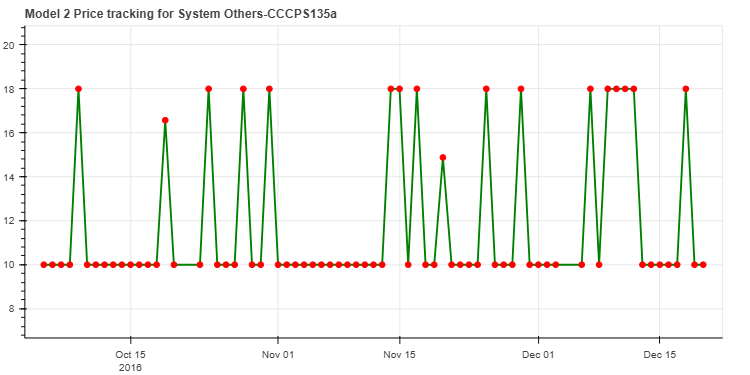 Model 2 Price tracking for System Others-CCCPS135a
20
18
16
14
12
10
8
Oct 15
2016
Nov 01
Nov 15
Dec 01
Dec 15